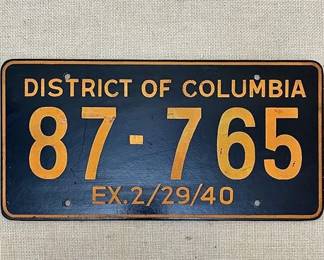 DISTRICT OF COLUMBIA
87-765
EX.2/29/40